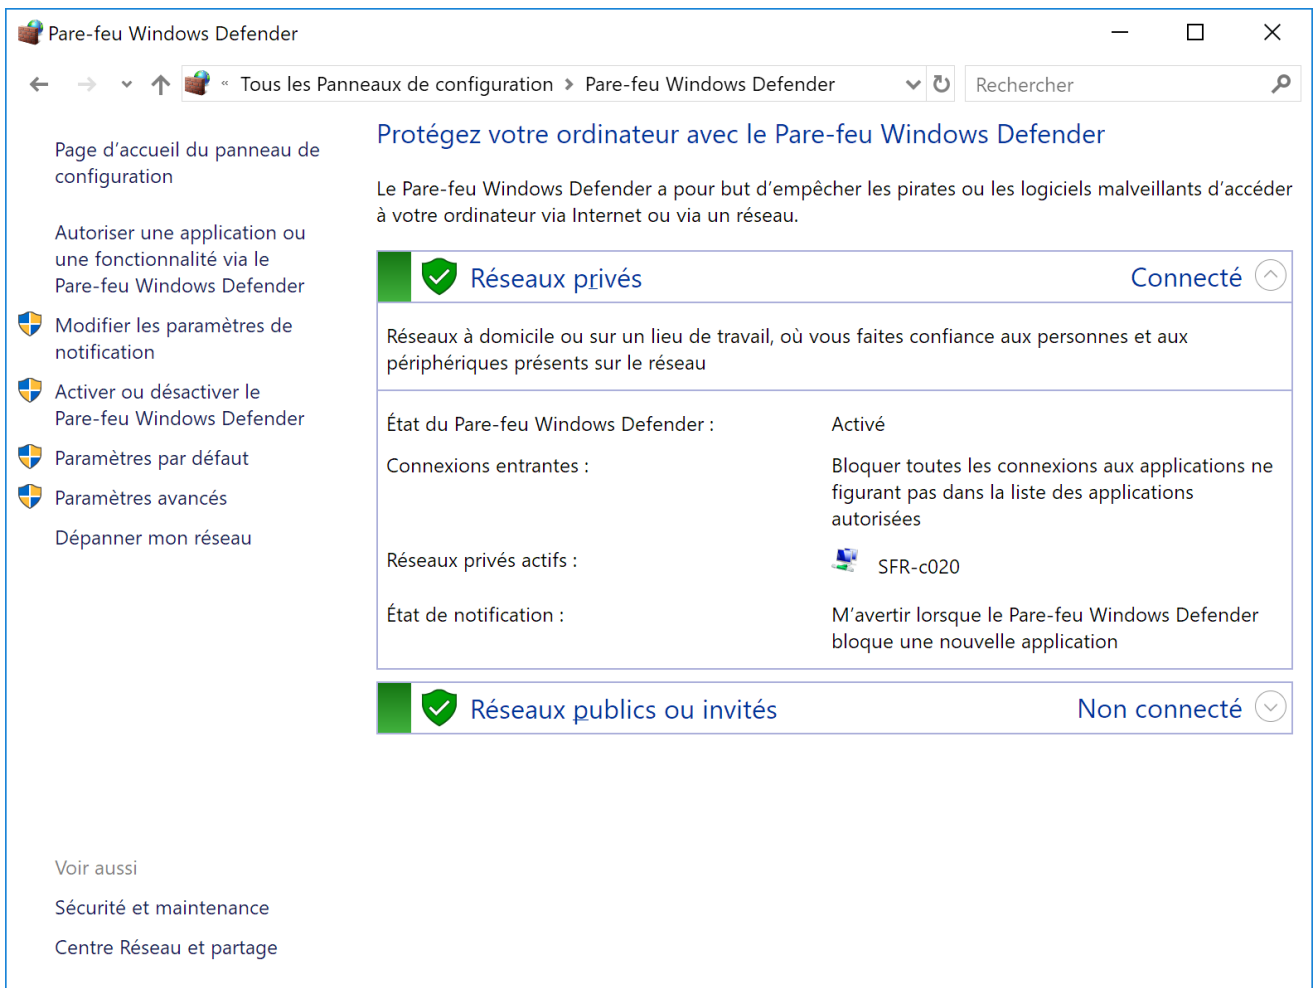 Pare-feu Windows Defender
« Tous les Panneaux de configuration > Pare-feu Windows Defender
Rechercher
Page d’accueil du panneau de
configuration
Autoriser une application ou
une fonctionnalité via le
Pare-feu Windows Defender
Modifier les paramètres de
notification
Activer ou désactiver le
Pare-feu Windows Defender
Paramètres par défaut
Paramètres avancés
Dépanner mon réseau
Voir aussi
Sécurité et maintenance
Centre Réseau et partage
Protégez votre ordinateur avec le Pare-feu Windows Defender
Le Pare-feu Windows Defender a pour but d’empêcher les pirates ou les logiciels malveillants d’accéder
à votre ordinateur via Internet ou via un réseau.
Réseaux privés
Connecté
Réseaux à domicile ou sur un lieu de travail, où vous faites confiance aux personnes et aux
périphériques présents sur le réseau
État du Pare-feu Windows Defender :
Activé
Connexions entrantes :
Bloquer toutes les connexions aux applications ne
figurant pas dans la liste des applications
autorisées
Réseaux privés actifs :
SFR-c020
État de notification :
M’avertir lorsque le Pare-feu Windows Defender
bloque une nouvelle application
Réseaux publics ou invités
Non connecté